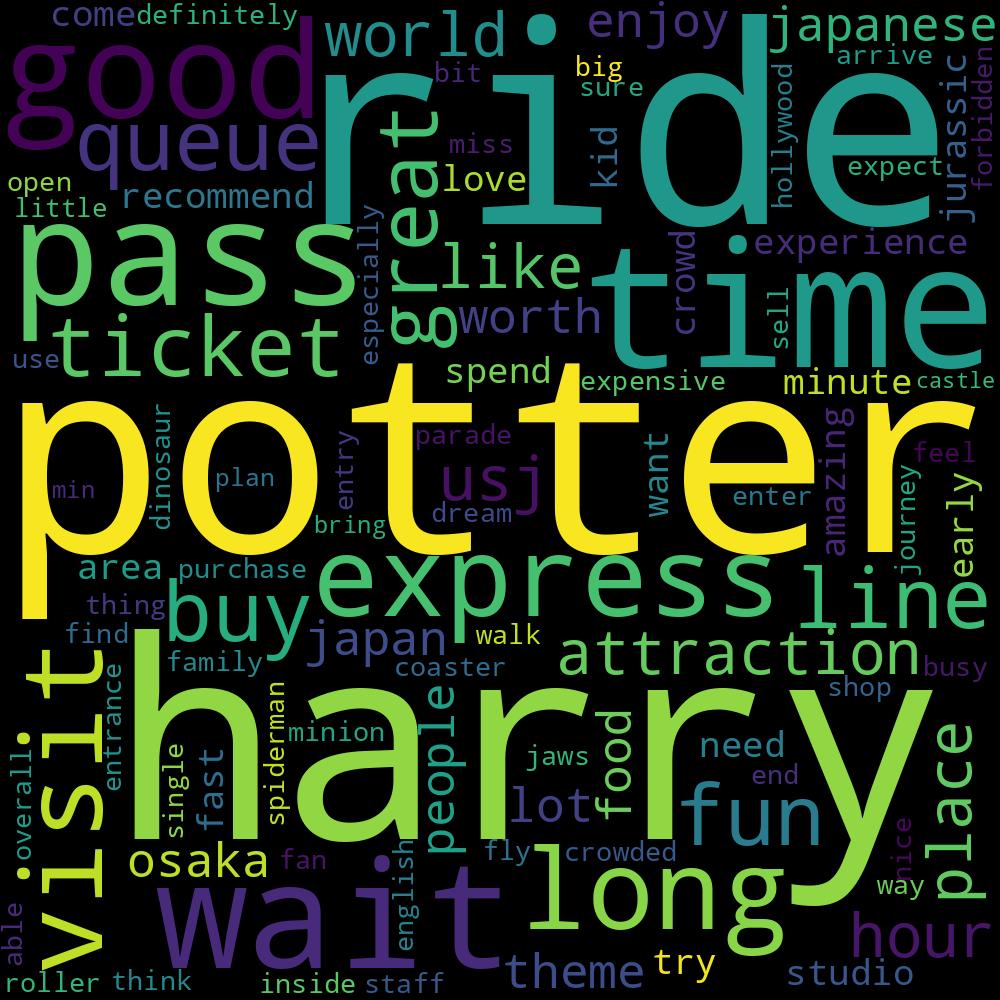 come definitely
world
enjoy
japanese
good
ride
bit
big
sure
arrive
hollywood
jurassic
forbidden
queue
great
miss
kid
expect
open
recommend
love
little
pass
especially
like
crowd
experience
time
worth
sell
ticket
use
spend
expensive
minute
castle
potter
dinosaur
parade
amazing
feel
min
plan
entry
usj
want
enter
journey
early
dream
bring
area
purchase
express
line
thing
buy
find
japan
walk
attraction
family
coaster
busy
visit
entrance
harry
shop
spiderman
minion
people
food
need
place
overall
single
fast
jaws
end
lot
fun
nice
osaka
fan
fly
crowded
english
long
way
wait
hour
able
theme
try
studio
roller
think
inside
staff